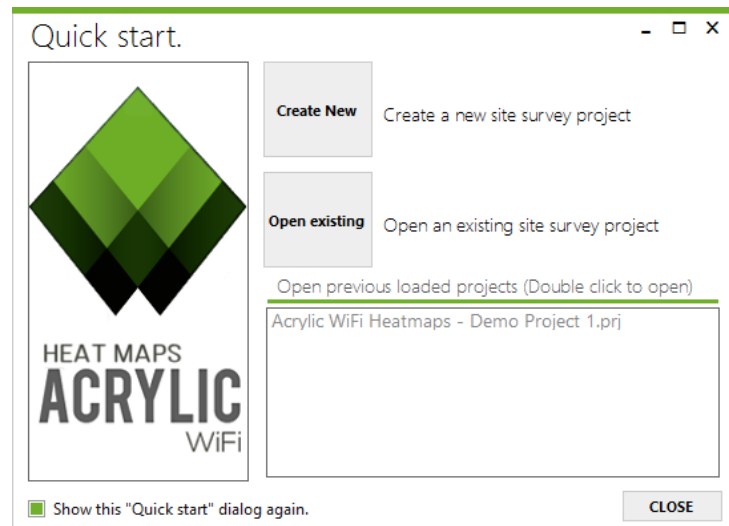 Quick start.
Create New
Create a new site survey project
Open existing
Open an existing site survey project
Open previous loaded projects (Double click to open)
Acrylic WiFi Heatmaps - Demo Project 1.prj
HEAT MAPS
ACRYLIC
WiFi
Show this "Quick start" dialog again.
CLOSE